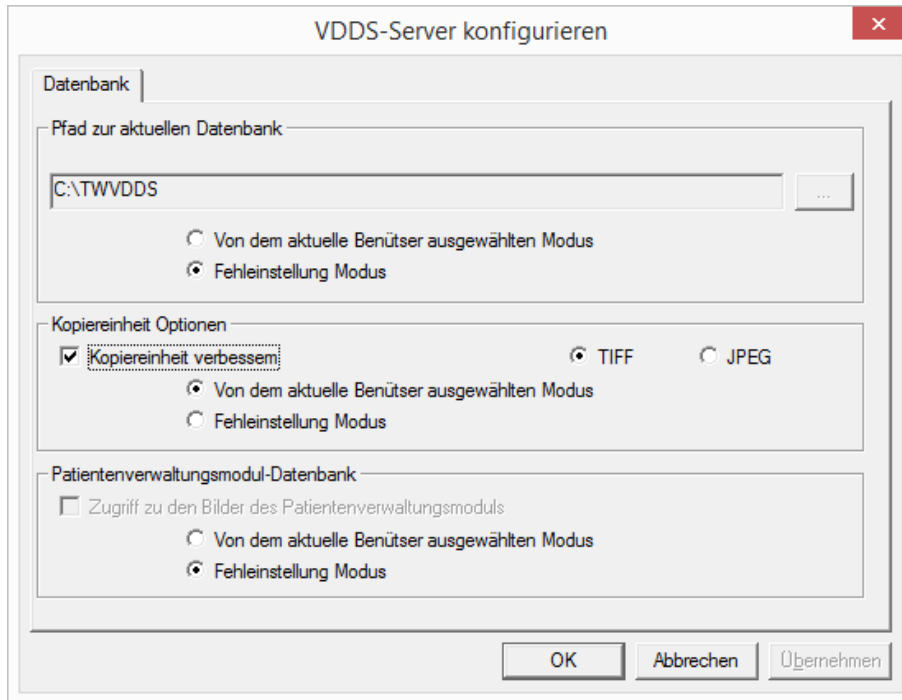 VDDS-Server konfigurieren
Datenbank
Pfad zur aktuellen Datenbank
C:\TWVDDS
...
Von dem aktuelle Benütser ausgewählten Modus
Fehleinstellung Modus
Kopiereinheit Optionen
Kopiereinheit verbessem
TIFF
JPEG
Von dem aktuelle Benütser ausgewählten Modus
Fehleinstellung Modus
Patientenverwaltungsmodul-Datenbank
Zugriff zu den Bilder des Patientenverwaltungsmoduls
Von dem aktuelle Benütser ausgewählten Modus
Fehleinstellung Modus
OK
Abbrechen
Übernehmen